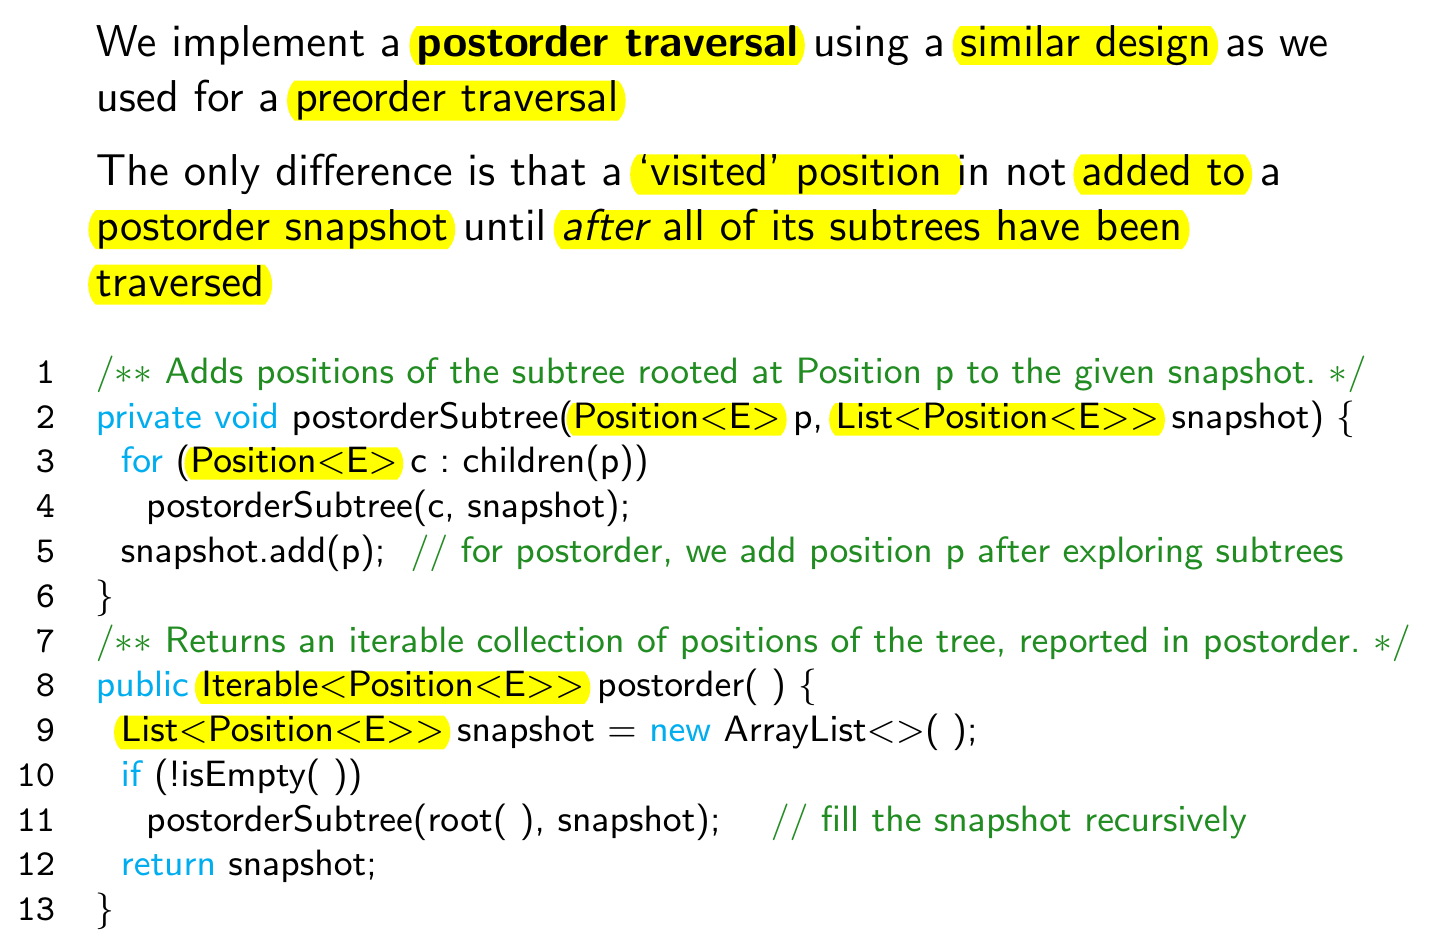 We implement a postorder traversal using a similar design as we
used for a preorder traversal
The only difference is that a ‘visited’ position in not added to a
postorder snapshot until after all of its subtrees have been
traversed
1 /** Adds positions of the subtree rooted at Position p to the given snapshot. */
2 private void postorderSubtree(Position<E> p, List<Position<E>> snapshot) {
3 for (Position<E> c : children(p))
4 postorderSubtree(c, snapshot);
5 snapshot.add(p); // for postorder, we add position p after exploring subtrees
6 }
7 /** Returns an iterable collection of positions of the tree, reported in postorder. */
8 public Iterable<Position<E>> postorder( ) {
9 List<Position<E>> snapshot = new ArrayList<>( );
10 if (!isEmpty( ))
11 postorderSubtree(root( ), snapshot); // fill the snapshot recursively
12 return snapshot;
13 }